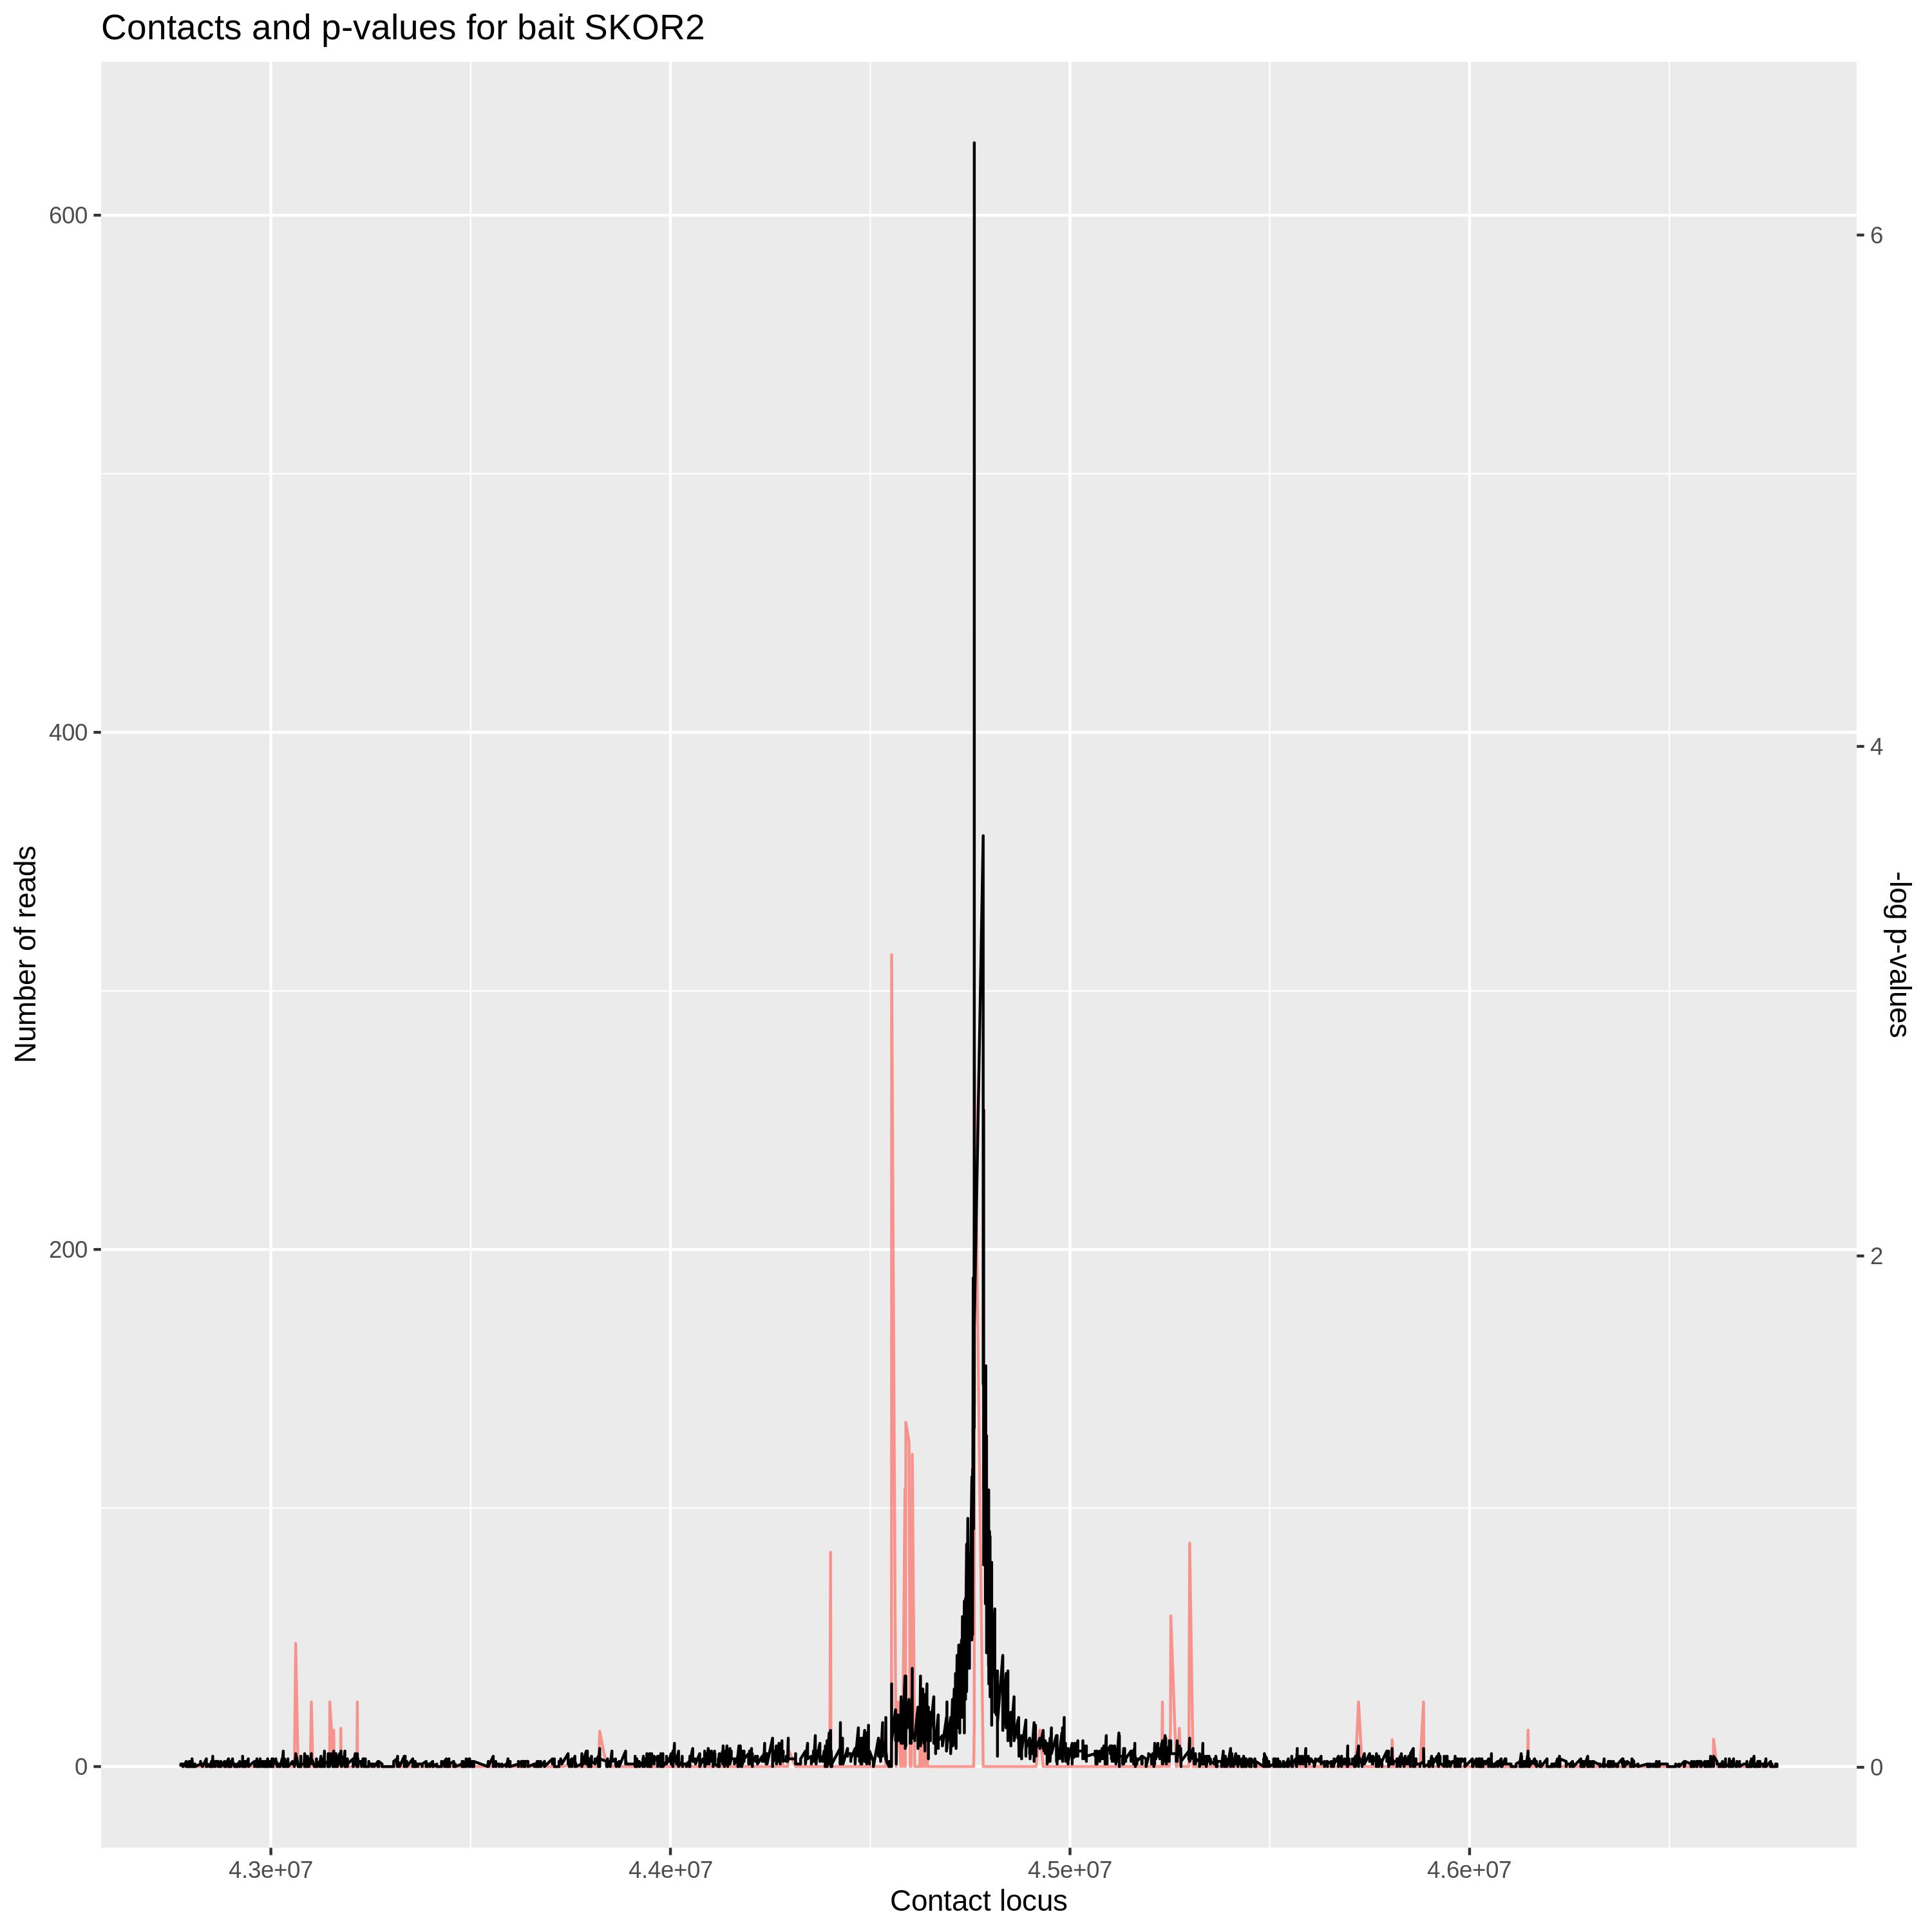 Contacts and p-values for bait SKOR2
Number of reads
600
400
200
0
6
4
2
0
-log p-values
4.3e+07
4.4e+07
4.5e+07
4.6e+07
Contact locus